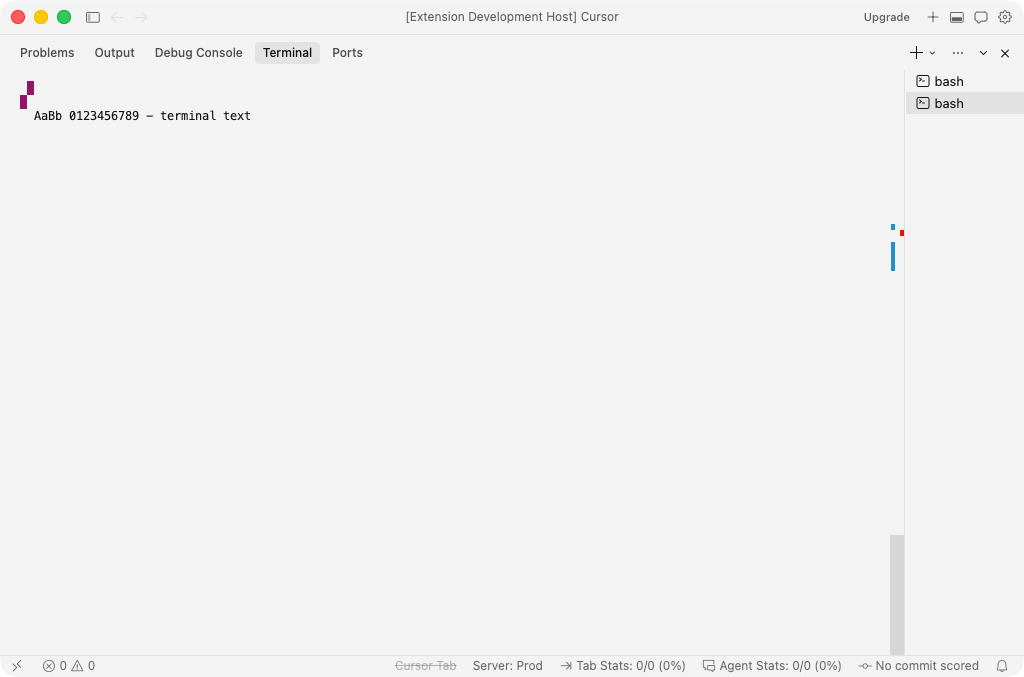 [Extension Development Host] Cursor
Upgrade
Problems Output Debug Console Terminal Ports
bash
bash
AaBb 0123456789 — terminal text
0 0 Cursor Tab Server: Prod Tab Stats: 0/0 (0%) Agent Stats: 0/0 (0%) No commit scored